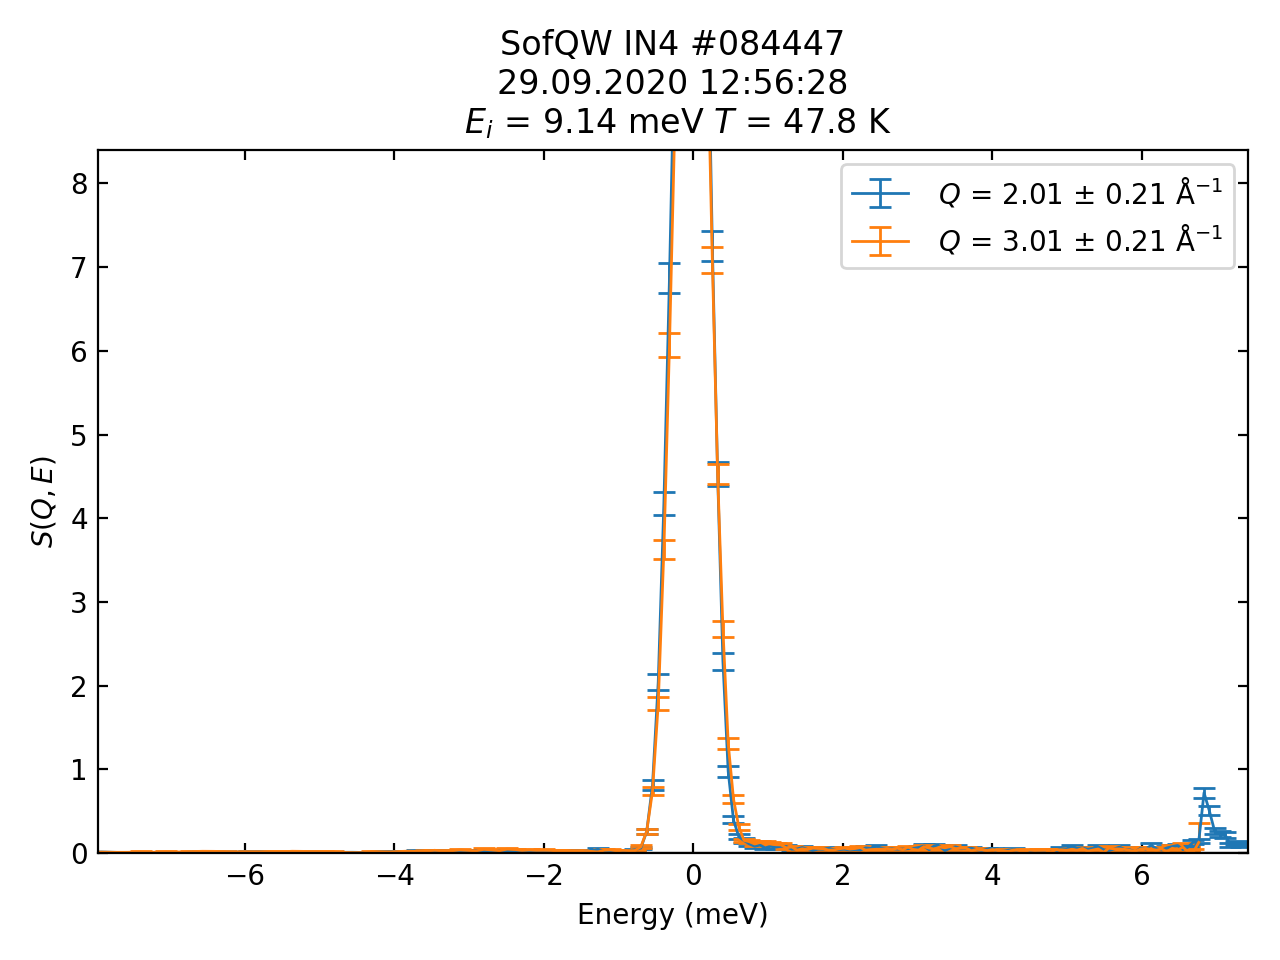 SofQW IN4 #084447
29.09.2020 12:56:28
E_i = 9.14 meV T = 47.8 K
Q = 2.01 ± 0.21 Å⁻¹
Q = 3.01 ± 0.21 Å⁻¹
8
7
6
5
4
3
2
1
0
S(Q, E)
−6 −4 −2 0 2 4 6
Energy (meV)